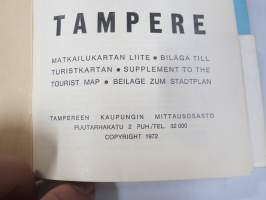 TAMPERE
MATKAILUKARTAN LIITE • BILAGA TILL
TURISTKARTAN • SUPPLEMENT TO THE
TOURIST MAP • BEILAGE ZUM STADTPLAN
TAMPEREEN KAUPUNGIN MITTAUSOSASTO
PUUTARHAKATU 2 PUH./TEL. 32 000
COPYRIGHT 1972